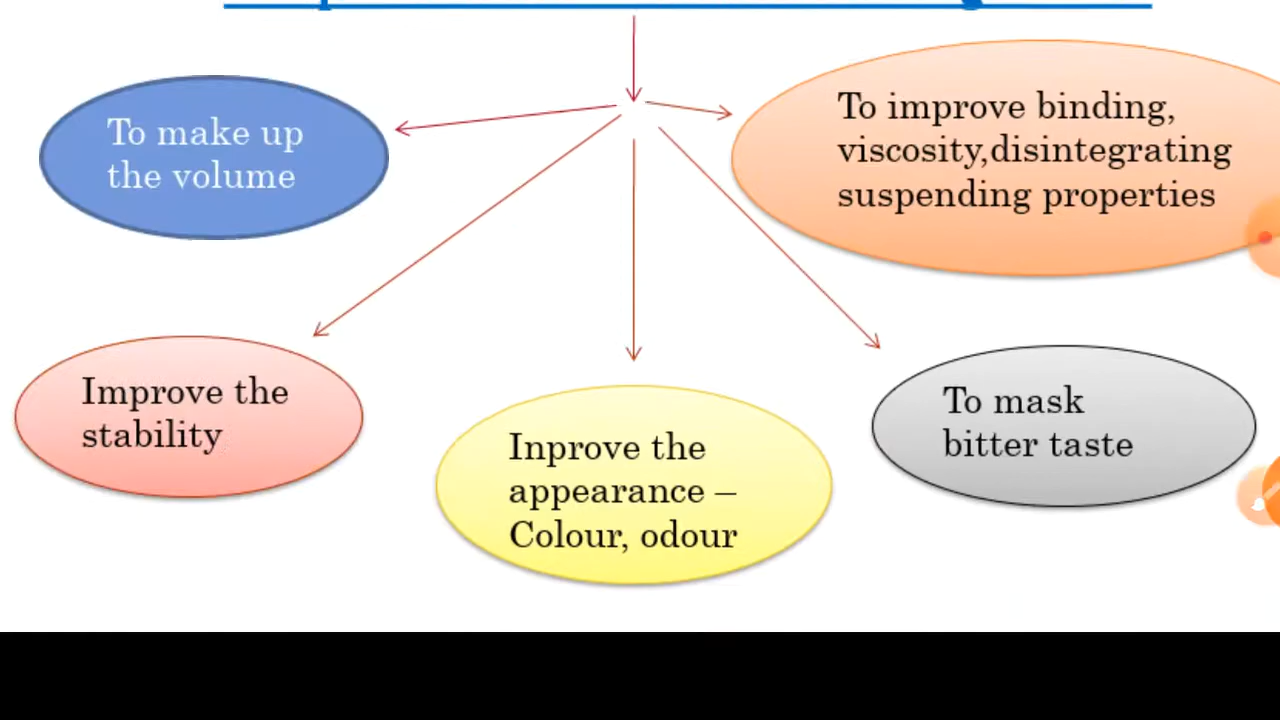 To make up
the volume
To improve binding,
viscosity,disintegrating
suspending properties
Improve the
stability
Inprove the
appearance –
Colour, odour
To mask
bitter taste